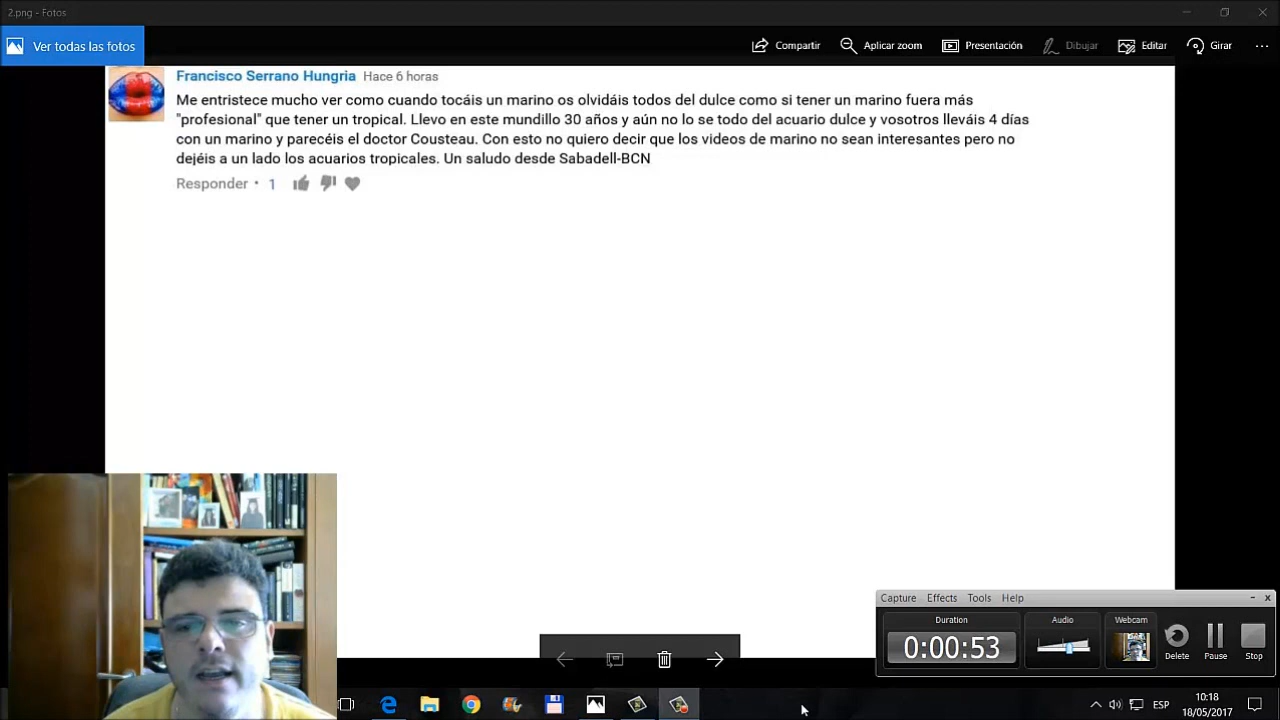 2.png - Fotos
Ver todas las fotos
Compartir
Aplicar zoom
Presentación
Dibujar
Editar
Girar
Francisco Serrano Hungria Hace 6 horas
Me entristece mucho ver como cuando tocáis un marino os olvidáis todos del dulce como si tener un marino fuera más
"profesional" que tener un tropical. Llevo en este mundillo 30 años y aún no lo se todo del acuario dulce y vosotros lleváis 4 días
con un marino y parecéis el doctor Cousteau. Con esto no quiero decir que los videos de marino no sean interesantes pero no
dejéis a un lado los acuarios tropicales. Un saludo desde Sabadell-BCN
Responder • 1
Capture Effects Tools Help
Duration
0:00:53
Audio
Webcam
Delete
Pause
Stop
ESP
10:18
18/05/2017